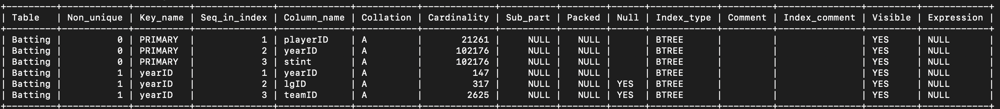 +---------+------------+----------+--------------+-------------+-----------+-------------+----------+--------+------+------------+---------+---------------+---------+------------+
| Table   | Non_unique | Key_name | Seq_in_index | Column_name | Collation | Cardinality | Sub_part | Packed | Null | Index_type | Comment | Index_comment | Visible | Expression |
+---------+------------+----------+--------------+-------------+-----------+-------------+----------+--------+------+------------+---------+---------------+---------+------------+
| Batting |          0 | PRIMARY  |            1 | playerID    | A         |       21261 |     NULL |   NULL |      | BTREE      |         |               | YES     | NULL       |
| Batting |          0 | PRIMARY  |            2 | yearID      | A         |      102176 |     NULL |   NULL |      | BTREE      |         |               | YES     | NULL       |
| Batting |          0 | PRIMARY  |            3 | stint       | A         |      102176 |     NULL |   NULL |      | BTREE      |         |               | YES     | NULL       |
| Batting |          1 | yearID   |            1 | yearID      | A         |         147 |     NULL |   NULL |      | BTREE      |         |               | YES     | NULL       |
| Batting |          1 | yearID   |            2 | lgID        | A         |         317 |     NULL |   NULL | YES  | BTREE      |         |               | YES     | NULL       |
| Batting |          1 | yearID   |            3 | teamID      | A         |        2625 |     NULL |   NULL | YES  | BTREE      |         |               | YES     | NULL       |
+---------+------------+----------+--------------+-------------+-----------+-------------+----------+--------+------+------------+---------+---------------+---------+------------+